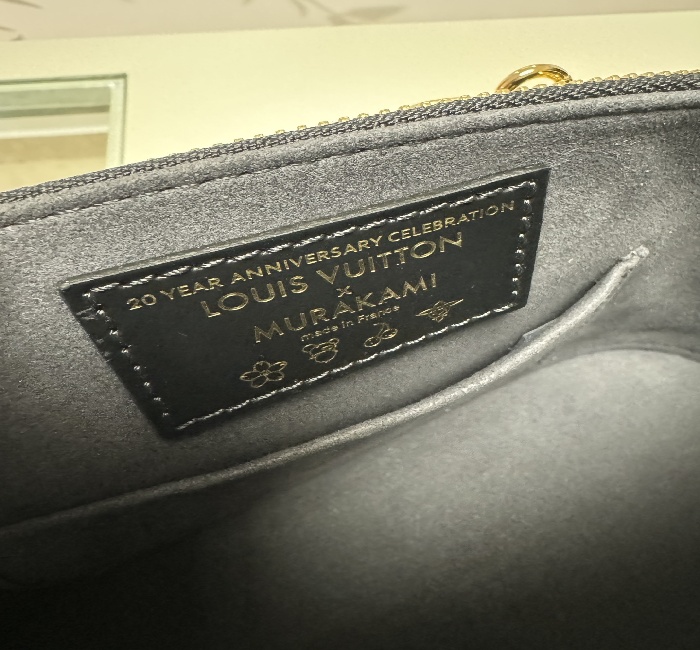 20 YEAR ANNIVERSARY CELEBRATION
LOUIS VUITTON
×
MURAKAMI
made in France